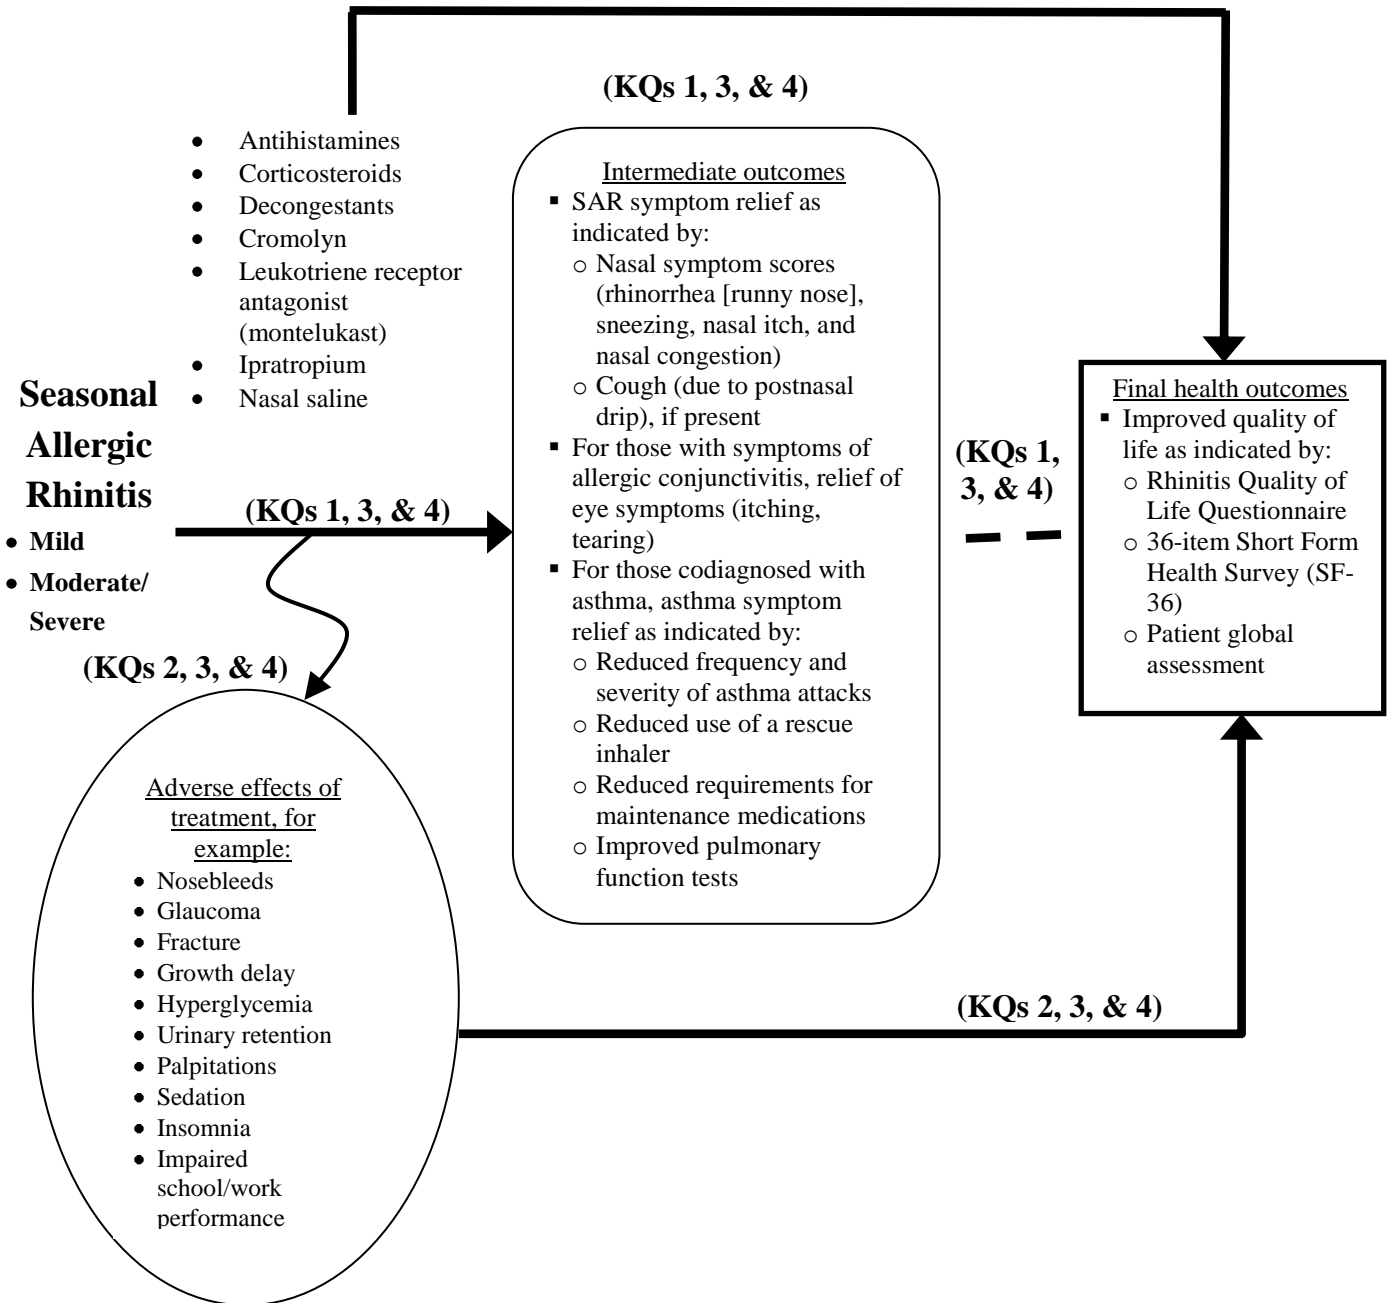 (KQs 1, 3, & 4)
• Antihistamines
• Corticosteroids
• Decongestants
• Cromolyn
• Leukotriene receptor
antagonist
(montelukast)
• Ipratropium
• Nasal saline
Seasonal
Allergic
Rhinitis
• Mild
• Moderate/
Severe
(KQs 1, 3, & 4)
(KQs 2, 3, & 4)
Adverse effects of
treatment, for
example:
• Nosebleeds
• Glaucoma
• Fracture
• Growth delay
• Hyperglycemia
• Urinary retention
• Palpitations
• Sedation
• Insomnia
• Impaired
school/work
performance
Intermediate outcomes
▪ SAR symptom relief as
indicated by:
o Nasal symptom scores
(rhinorrhea [runny nose],
sneezing, nasal itch, and
nasal congestion)
o Cough (due to postnasal
drip), if present
▪ For those with symptoms of
allergic conjunctivitis, relief of
eye symptoms (itching,
tearing)
▪ For those codiagnosed with
asthma, asthma symptom
relief as indicated by:
o Reduced frequency and
severity of asthma attacks
o Reduced use of a rescue
inhaler
o Reduced requirements for
maintenance medications
o Improved pulmonary
function tests
(KQs 1,
3, & 4)
Final health outcomes
▪ Improved quality of
life as indicated by:
o Rhinitis Quality of
Life Questionnaire
o 36-item Short Form
Health Survey (SF-
36)
o Patient global
assessment
(KQs 2, 3, & 4)